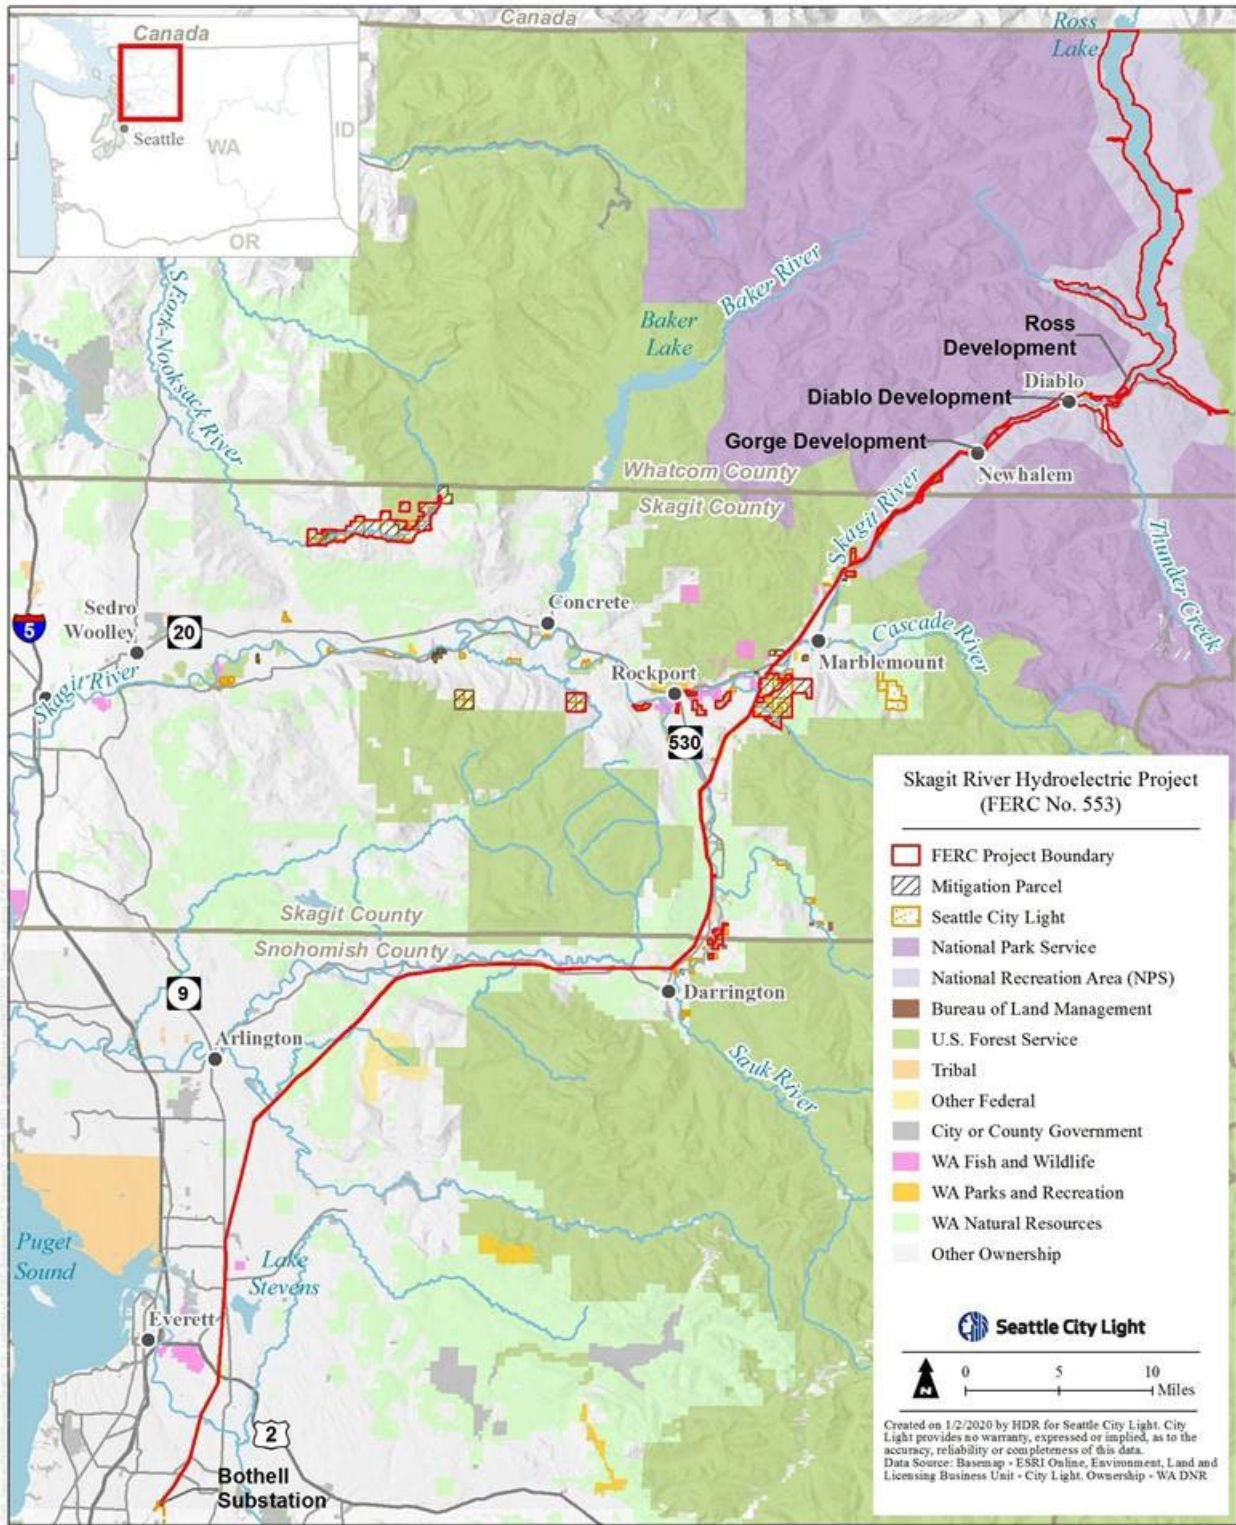 Canada
Ross
Lake
Canada
Seattle
WA
ID
OR
S Fork Nooksack River
Baker River
Baker
Lake
Ross
Development
Diablo
Diablo Development
Gorge Development
Newhalem
Whatcom County
Skagit County
Skagit River
Thunder Creek
Sedro
Woolley
20
5
Concrete
Cascade River
Marblemount
Rockport
Skagit River
530
Skagit County
Snohomish County
9
Darrington
Arlington
Sauk River
Puget
Sound
Lake
Stevens
Everett
2
Bothell
Substation
Skagit River Hydroelectric Project
(FERC No. 553)
FERC Project Boundary
Mitigation Parcel
Seattle City Light
National Park Service
National Recreation Area (NPS)
Bureau of Land Management
U.S. Forest Service
Tribal
Other Federal
City or County Government
WA Fish and Wildlife
WA Parks and Recreation
WA Natural Resources
Other Ownership
Seattle City Light
N
0 5 10
Miles
Created on 1/2/2020 by HDR for Seattle City Light. City
Light provides no warranty, expressed or implied, as to the
accuracy, reliability or completeness of this data.
Data Source: Basemap - ESRI Online, Environment, Land and
Licensing Business Unit - City Light, Ownership - WA DNR